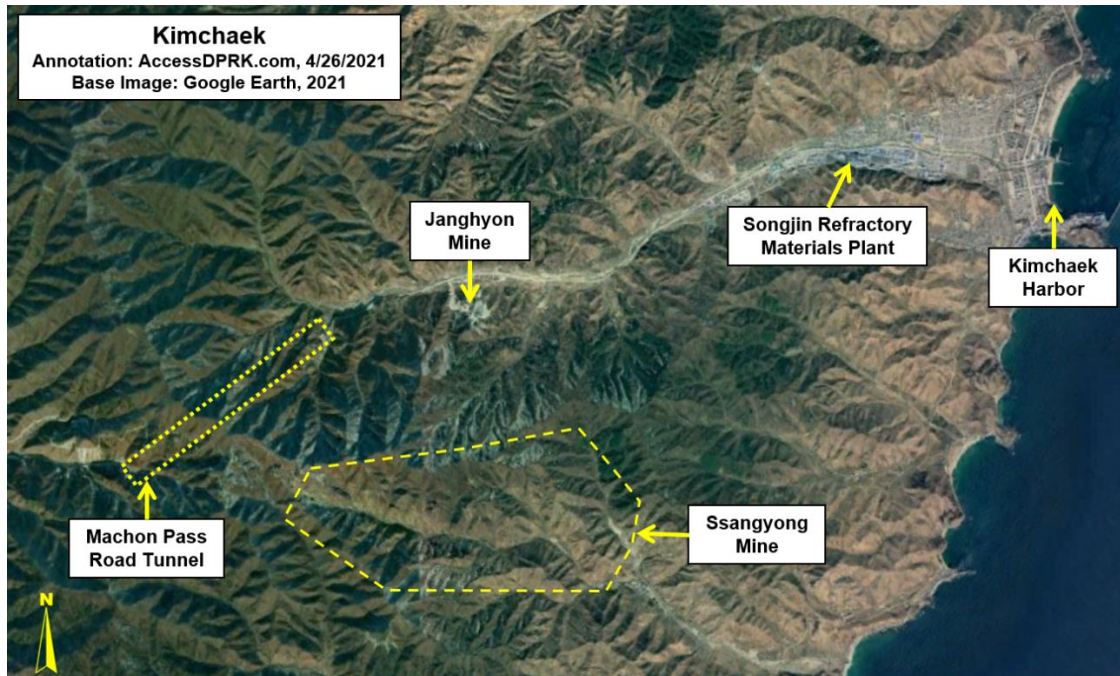 Kimchaek
Annotation: AccessDPRK.com, 4/26/2021
Base Image: Google Earth, 2021
Janghyon
Mine
Songjin Refractory
Materials Plant
Kimchaek
Harbor
Machon Pass
Road Tunnel
Ssangyong
Mine
N